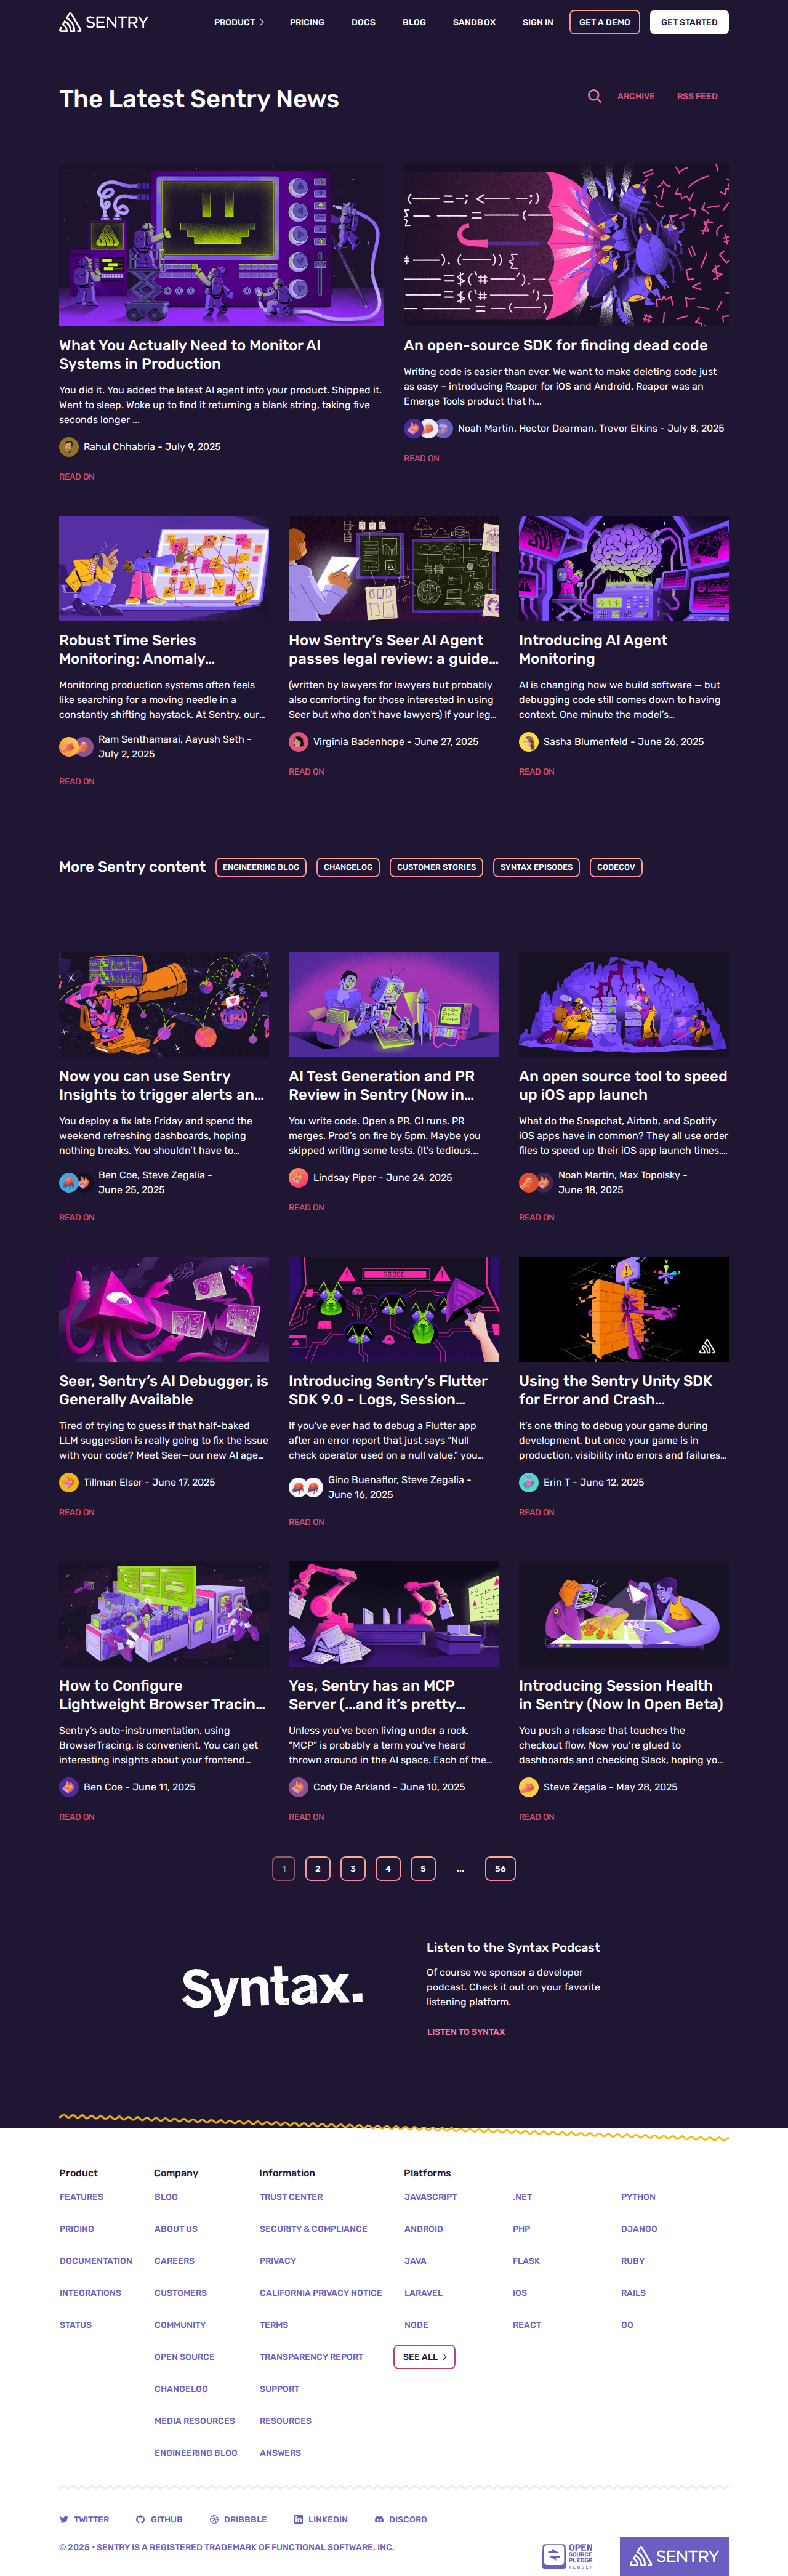 SENTRY
PRODUCT
PRICING
DOCS
BLOG
SANDBOX
SIGN IN
GET A DEMO
GET STARTED
The Latest Sentry News
ARCHIVE
RSS FEED
What You Actually Need to Monitor AI
Systems in Production
You did it. You added the latest AI agent into your product. Shipped it.
Went to sleep. Woke up to find it returning a blank string, taking five
seconds longer ...
Rahul Chhabria - July 9, 2025
READ ON
An open-source SDK for finding dead code
Writing code is easier than ever. We want to make deleting code just
as easy – introducing Reaper for iOS and Android. Reaper was an
Emerge Tools product that h...
Noah Martin, Hector Dearman, Trevor Elkins - July 8, 2025
READ ON
Robust Time Series
Monitoring: Anomaly...
Monitoring production systems often feels
like searching for a moving needle in a
constantly shifting haystack. At Sentry, our...
Ram Senthamarai, Aayush Seth -
July 2, 2025
READ ON
How Sentry's Seer AI Agent
passes legal review: a guide...
(written by lawyers for lawyers but probably
also comforting for those interested in using
Seer but who don't have lawyers) If your leg...
Virginia Badenhope - June 27, 2025
READ ON
Introducing AI Agent
Monitoring
AI is changing how we build software — but
debugging code still comes down to having
context. One minute the model's...
Sasha Blumenfeld - June 26, 2025
READ ON
More Sentry content
ENGINEERING BLOG
CHANGELOG
CUSTOMER STORIES
SYNTAX EPISODES
CODECOV
Now you can use Sentry
Insights to trigger alerts an...
You deploy a fix late Friday and spend the
weekend refreshing dashboards, hoping
nothing breaks. You shouldn't have to...
Ben Coe, Steve Zegalia -
June 25, 2025
READ ON
AI Test Generation and PR
Review in Sentry (Now in...
You write code. Open a PR. CI runs. PR
merges. Prod's on fire by 5pm. Maybe you
skipped writing some tests. (It's tedious,...
Lindsay Piper - June 24, 2025
READ ON
An open source tool to speed
up iOS app launch
What do the Snapchat, Airbnb, and Spotify
iOS apps have in common? They all use order
files to speed up their iOS app launch times....
Noah Martin, Max Topolsky -
June 18, 2025
READ ON
Seer, Sentry's AI Debugger, is
Generally Available
Tired of trying to guess if that half-baked
LLM suggestion is really going to fix the issue
with your code? Meet Seer—our new AI age...
Tillman Elser - June 17, 2025
READ ON
Introducing Sentry's Flutter
SDK 9.0 - Logs, Session...
If you've ever had to debug a Flutter app
after an error report that just says "Null
check operator used on a null value," you...
Gino Buenaflor, Steve Zegalia -
June 16, 2025
READ ON
Using the Sentry Unity SDK
for Error and Crash...
It's one thing to debug your game during
development, but once your game is in
production, visibility into errors and failures...
Erin T - June 12, 2025
READ ON
How to Configure
Lightweight Browser Tracin...
Sentry's auto-instrumentation, using
BrowserTracing, is convenient. You can get
interesting insights about your frontend...
Ben Coe - June 11, 2025
READ ON
Yes, Sentry has an MCP
Server (...and it's pretty...
Unless you've been living under a rock,
"MCP" is probably a term you've heard
thrown around in the AI space. Each of the...
Cody De Arkland - June 10, 2025
READ ON
Introducing Session Health
in Sentry (Now In Open Beta)
You push a release that touches the
checkout flow. Now you're glued to
dashboards and checking Slack, hoping yo...
Steve Zegalia - May 28, 2025
READ ON
1 2 3 4 5 ... 56
Syntax.
Listen to the Syntax Podcast
Of course we sponsor a developer
podcast. Check it out on your favorite
listening platform.
LISTEN TO SYNTAX
Product
FEATURES
PRICING
DOCUMENTATION
INTEGRATIONS
STATUS
Company
BLOG
ABOUT US
CAREERS
CUSTOMERS
COMMUNITY
OPEN SOURCE
CHANGELOG
MEDIA RESOURCES
ENGINEERING BLOG
Information
TRUST CENTER
SECURITY & COMPLIANCE
PRIVACY
CALIFORNIA PRIVACY NOTICE
TERMS
TRANSPARENCY REPORT
SUPPORT
RESOURCES
ANSWERS
Platforms
JAVASCRIPT
ANDROID
JAVA
LARAVEL
NODE
SEE ALL
.NET
PHP
FLASK
IOS
REACT
PYTHON
DJANGO
RUBY
RAILS
GO
TWITTER
GITHUB
DRIBBBLE
LINKEDIN
DISCORD
© 2025 • SENTRY IS A REGISTERED TRADEMARK OF FUNCTIONAL SOFTWARE, INC.
OPEN
SOURCE
PLEDGE
MEMBER
SENTRY